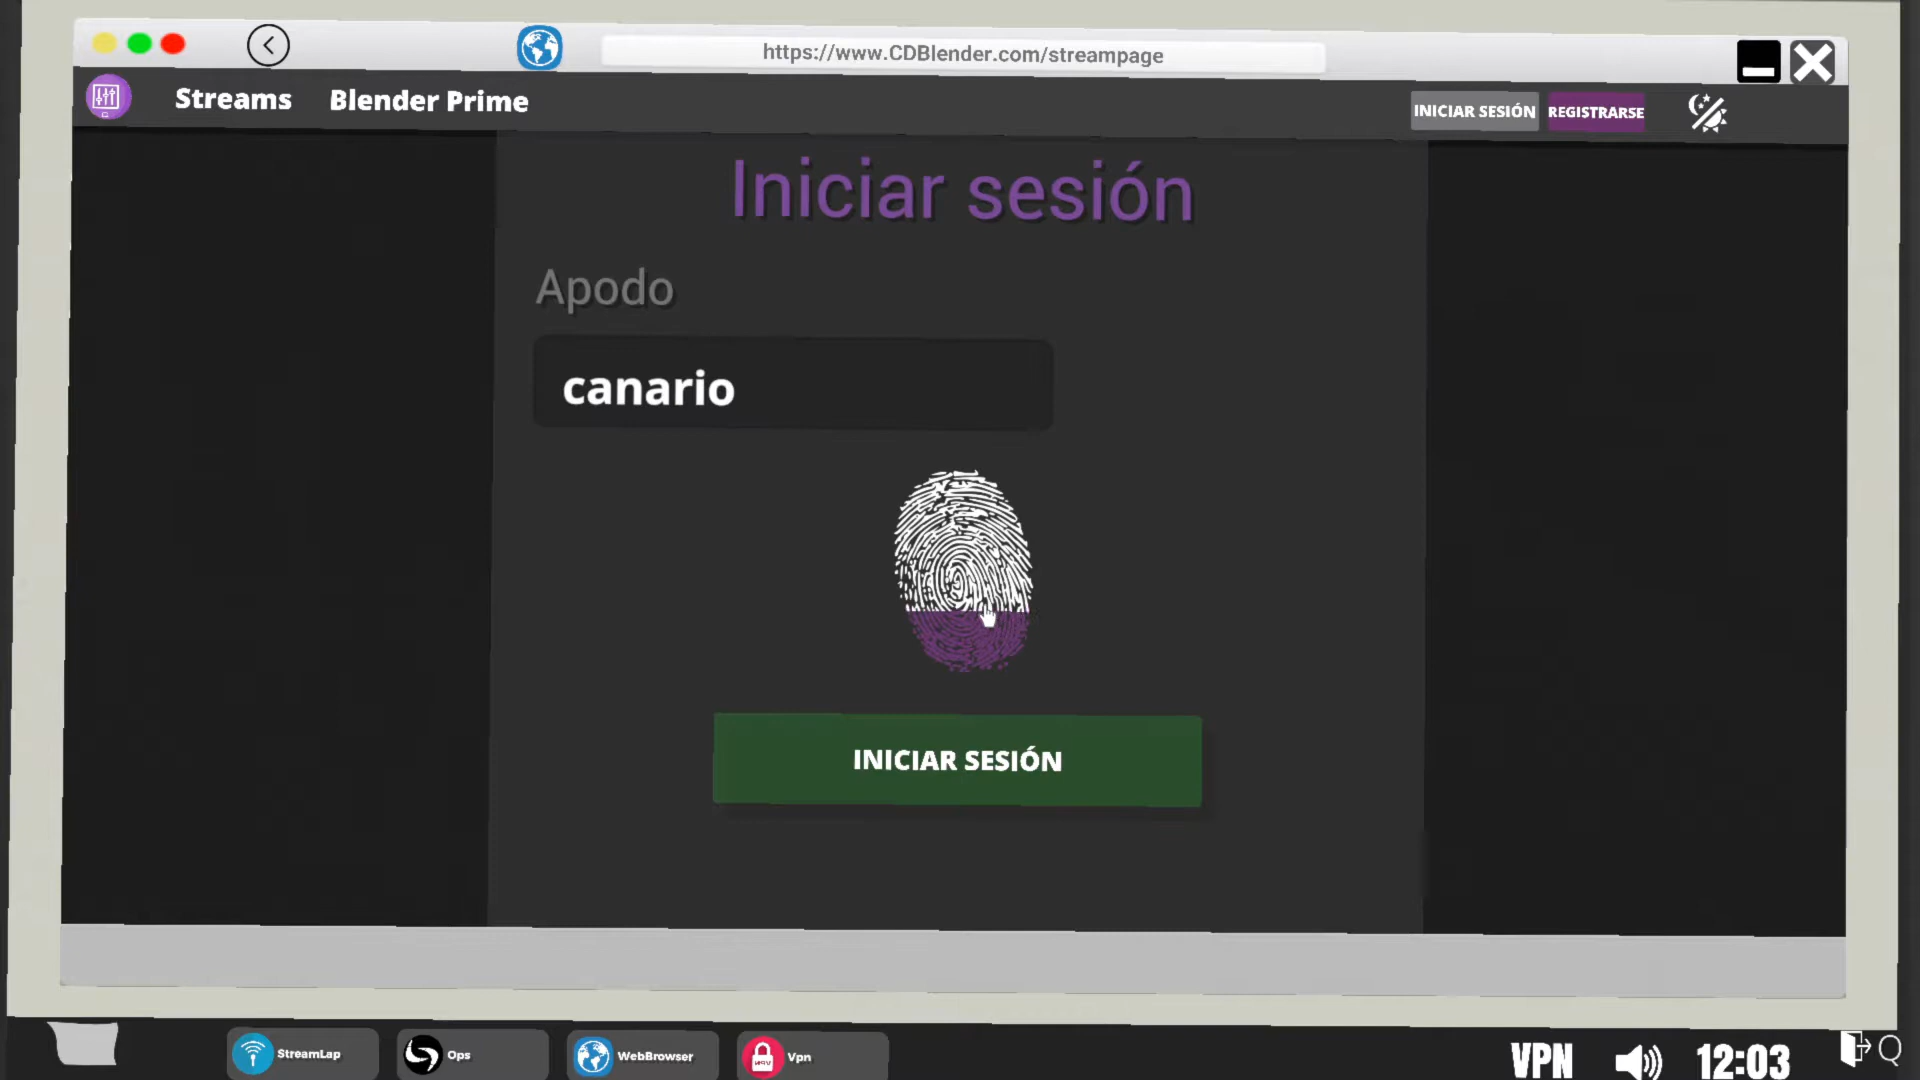 https://www.CDBlender.com/streampage
Streams
Blender Prime
INICIAR SESIÓN
REGISTRARSE
Iniciar sesión
Apodo
canario
INICIAR SESIÓN
StreamLap
Ops
WebBrowser
Vpn
VPN
12:03
Q